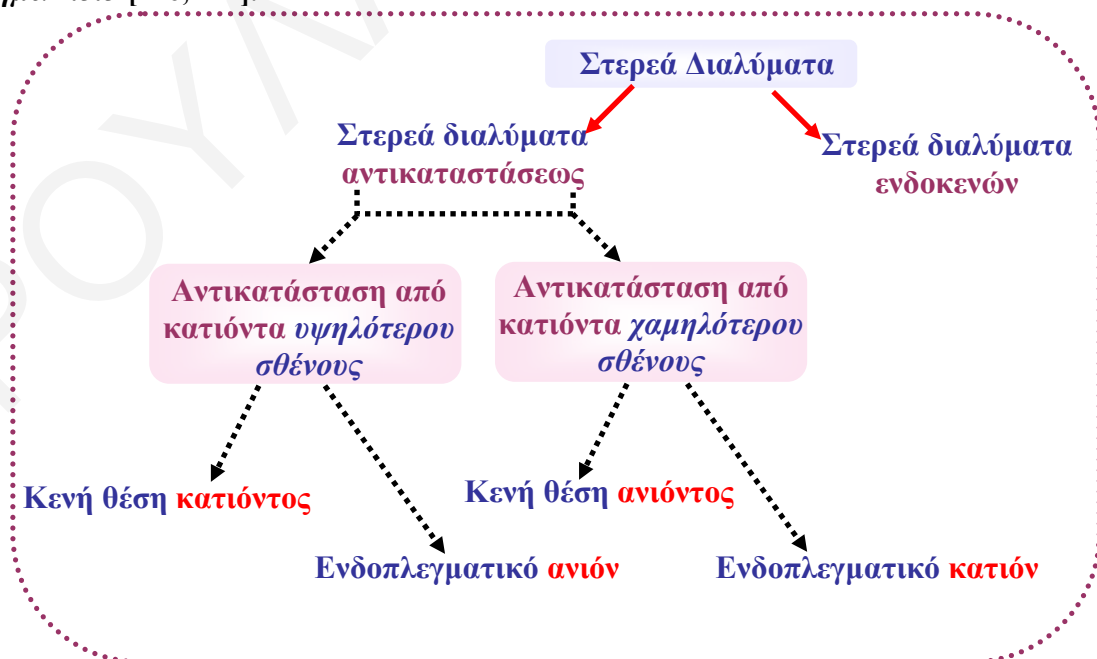 Στερεά Διαλύματα
Στερεά διαλύματα
αντικαταστάσεως
Στερεά διαλύματα
ενδοκενών
Αντικατάσταση από
κατιόντα υψηλότερου
σθένους
Αντικατάσταση από
κατιόντα χαμηλότερου
σθένους
Κενή θέση κατιόντος
Κενή θέση ανιόντος
Ενδοπλεγματικό ανιόν
Ενδοπλεγματικό κατιόν